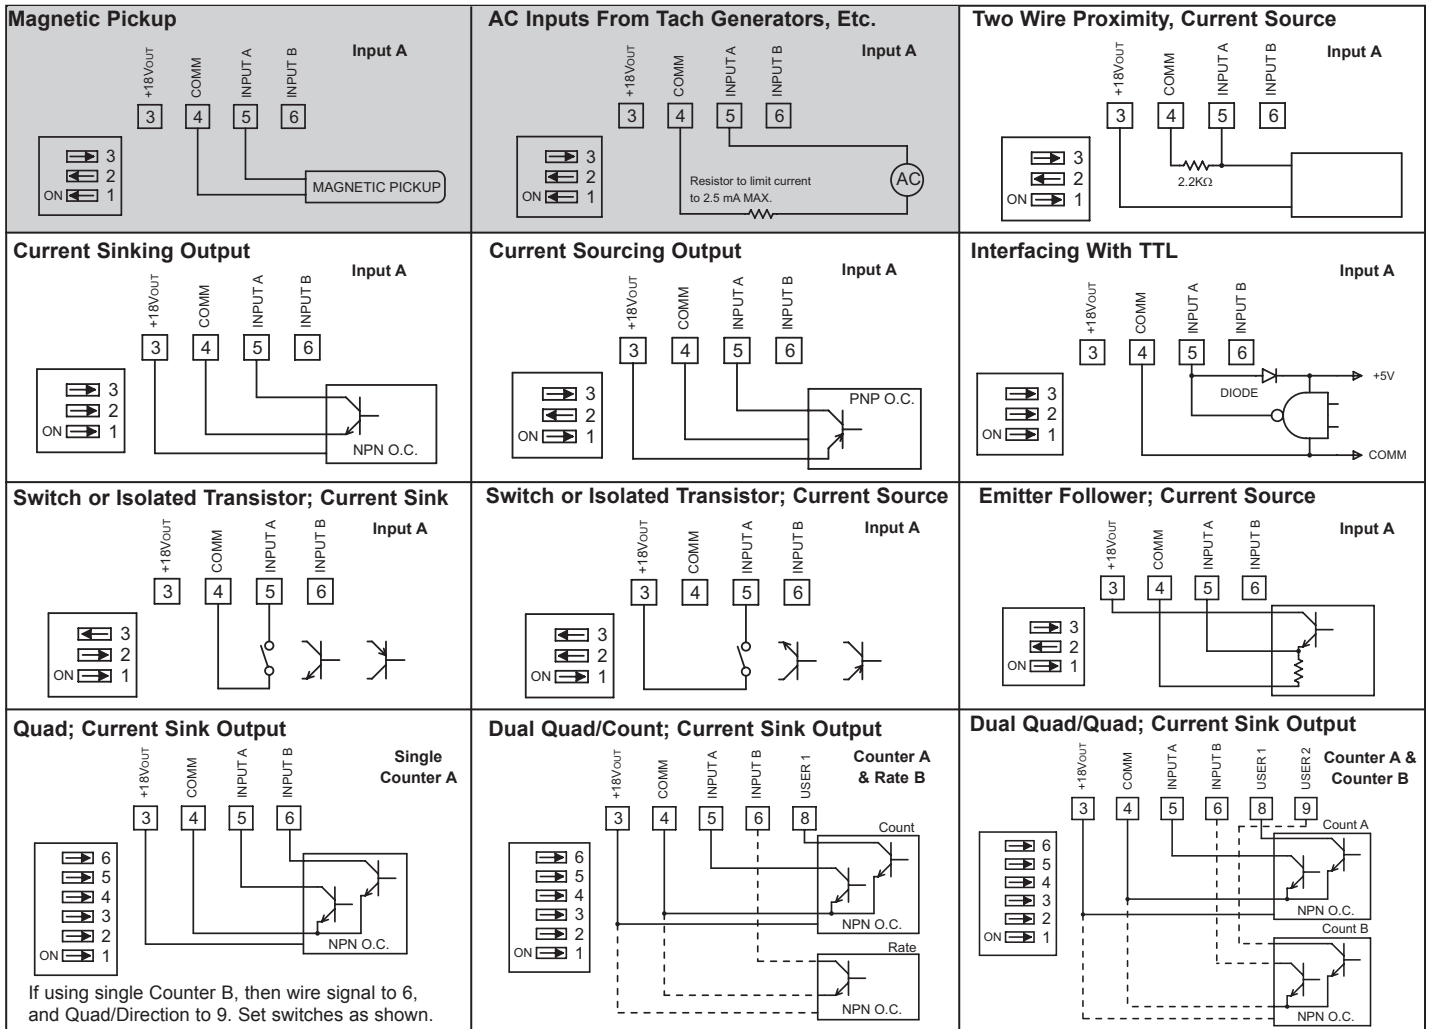 Magnetic Pickup
Input A
+18VOUT
COMM
INPUT A
INPUT B
3
4
5
6
3
2
ON 1
MAGNETIC PICKUP
AC Inputs From Tach Generators, Etc.
Input A
+18VOUT
COMM
INPUT A
INPUT B
3
4
5
6
3
2
ON 1
Resistor to limit current
to 2.5 mA MAX.
AC
Two Wire Proximity, Current Source
Input A
+18VOUT
COMM
INPUT A
INPUT B
3
4
5
6
3
2
ON 1
2.2KΩ
Current Sinking Output
Input A
+18VOUT
COMM
INPUT A
INPUT B
3
4
5
6
3
2
ON 1
NPN O.C.
Current Sourcing Output
Input A
+18VOUT
COMM
INPUT A
INPUT B
3
4
5
6
3
2
ON 1
PNP O.C.
Interfacing With TTL
Input A
+18VOUT
COMM
INPUT A
INPUT B
3
4
5
6
3
2
ON 1
DIODE
+5V
COMM
Switch or Isolated Transistor; Current Sink
Input A
+18VOUT
COMM
INPUT A
INPUT B
3
4
5
6
3
2
ON 1
Switch or Isolated Transistor; Current Source
Input A
+18VOUT
COMM
INPUT A
INPUT B
3
4
5
6
3
2
ON 1
Emitter Follower; Current Source
Input A
+18VOUT
COMM
INPUT A
INPUT B
3
4
5
6
3
2
ON 1
Quad; Current Sink Output
Single
Counter A
+18VOUT
COMM
INPUT A
INPUT B
3
4
5
6
6
5
4
3
2
ON 1
NPN O.C.
If using single Counter B, then wire signal to 6,
and Quad/Direction to 9. Set switches as shown.
Dual Quad/Count; Current Sink Output
Counter A
& Rate B
+18VOUT
COMM
INPUT A
INPUT B
USER 1
3
4
5
6
8
Count
6
5
4
3
2
ON 1
NPN O.C.
Rate
NPN O.C.
Dual Quad/Quad; Current Sink Output
Counter A &
Counter B
+18VOUT
COMM
INPUT A
INPUT B
USER 1
USER 2
3
4
5
6
8
9
Count A
6
5
4
3
2
ON 1
NPN O.C.
Count B
NPN O.C.